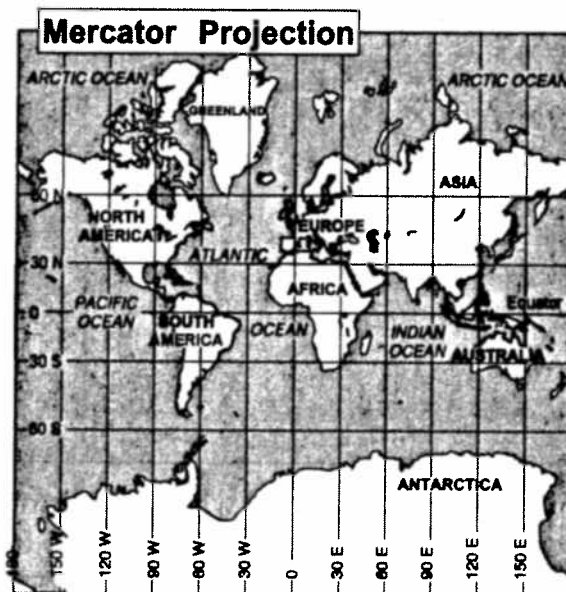 Mercator Projection
ARCTIC OCEAN
ARCTIC OCEAN
GREENLAND
ASIA
60 N
NORTH
AMERICA
EUROPE
ATLANTIC
30 N
AFRICA
PACIFIC
OCEAN
0
SOUTH
AMERICA
OCEAN
INDIAN
OCEAN
Equator
AUSTRALIA
30 S
60 S
ANTARCTICA
180
150 W
120 W
90 W
60 W
30 W
0
30 E
60 E
90 E
120 E
150 E